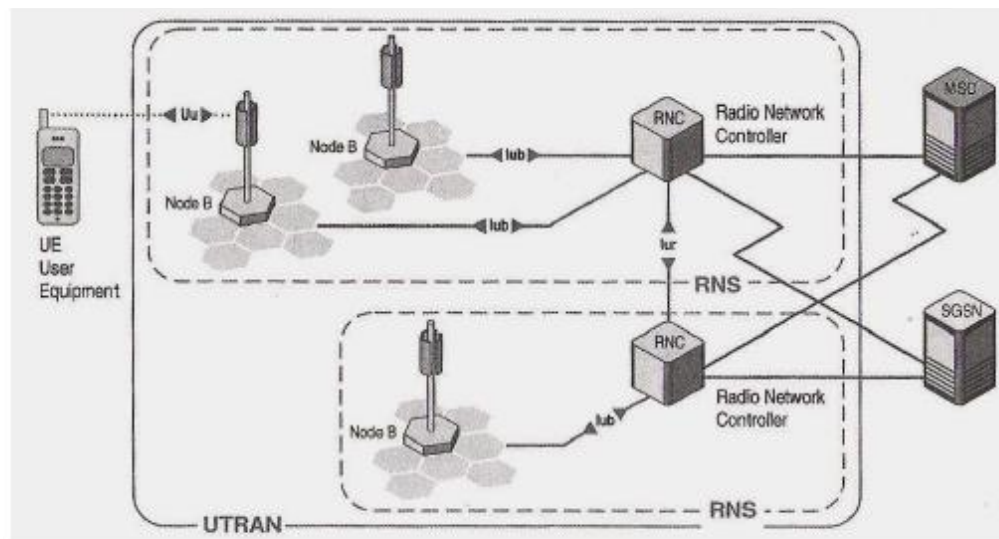 MSC
RNC
Radio Network
Controller
Uu
Node B
Iub
Node B
UE
User
Equipment
Iub
Iur
RNS
SGSN
RNC
Node B
Iub
Radio Network
Controller
RNS
UTRAN